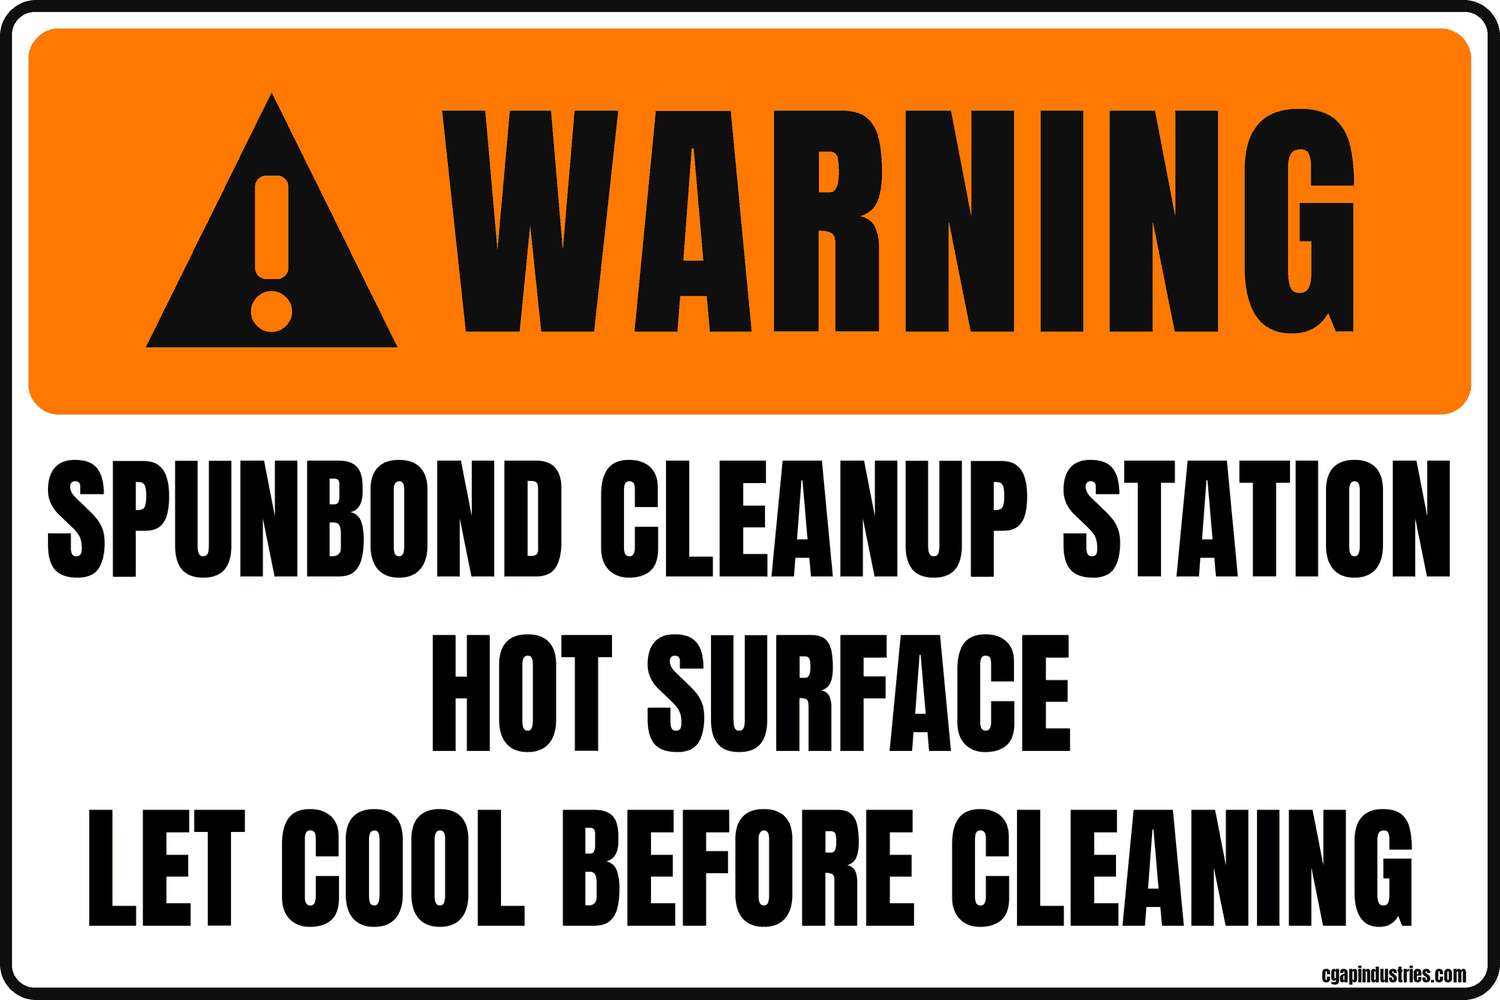 WARNING
SPUNBOND CLEANUP STATION
HOT SURFACE
LET COOL BEFORE CLEANING
cgapindustries.com